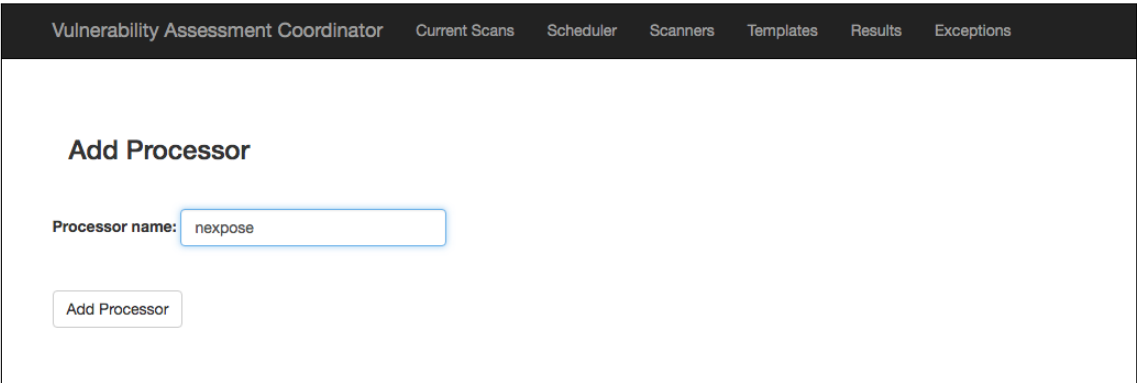 Vulnerability Assessment Coordinator Current Scans Scheduler Scanners Templates Results Exceptions
Add Processor
Processor name: nexpose
Add Processor